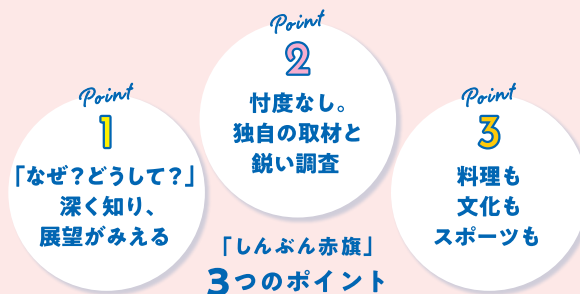 Point
1
「なぜ?どうして?」
深く知り、
展望がみえる
Point
2
忖度なし。
独自の取材と
鋭い調査
Point
3
料理も
文化も
スポーツも
「しんぶん赤旗」
3つのポイント